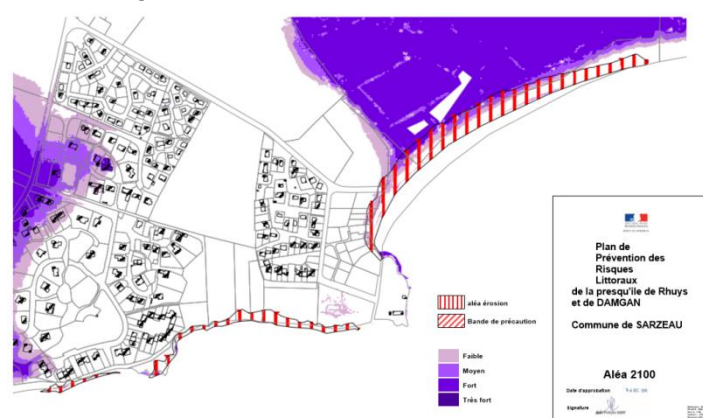 aléa érosion
Bande de précaution
Faible
Moyen
Fort
Très fort
Plan de
Prévention des
Risques
Littoraux
de la presqu'ile de Rhuys
et de DAMGAN
Commune de SARZEAU
Aléa 2100
Date d'approbation
Signature